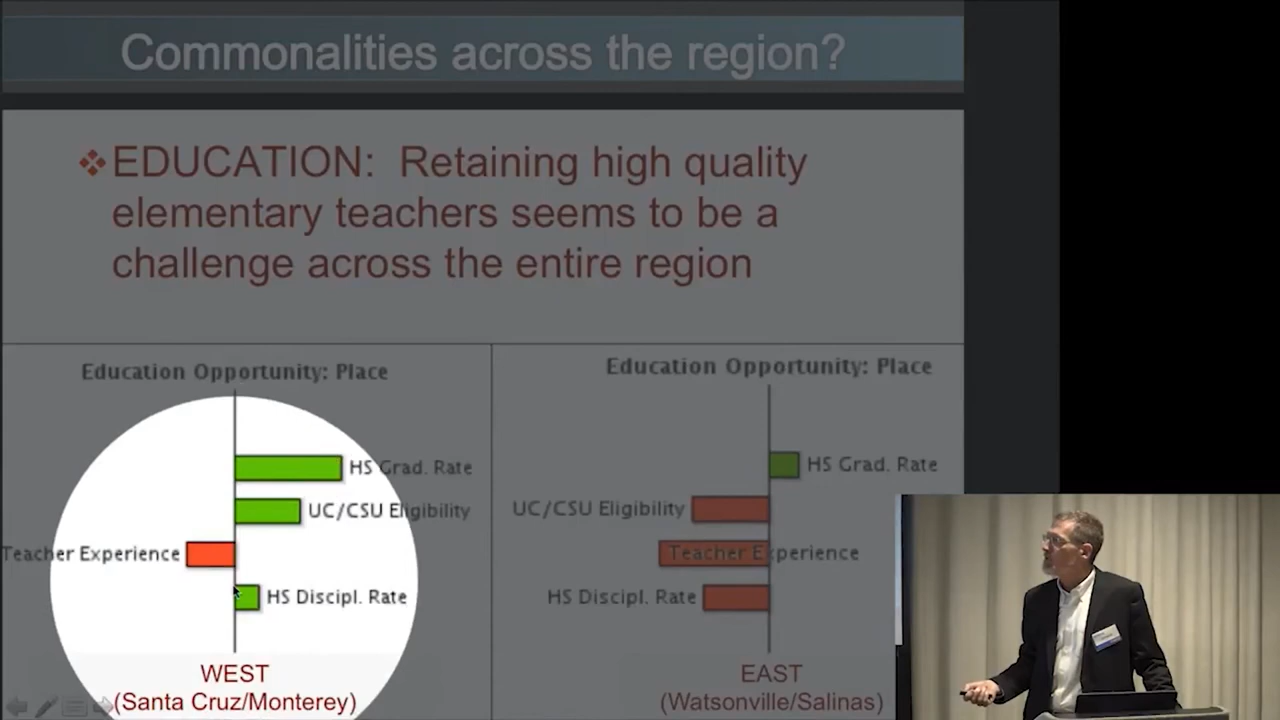 Commonalities across the region?
❖EDUCATION: Retaining high quality
elementary teachers seems to be a
challenge across the entire region
Education Opportunity: Place
HS Grad. Rate
UC/CSU Eligibility
Teacher Experience
HS Discipl. Rate
WEST
(Santa Cruz/Monterey)
Education Opportunity: Place
HS Grad. Rate
UC/CSU Eligibility
Teacher Experience
HS Discipl. Rate
EAST
(Watsonville/Salinas)